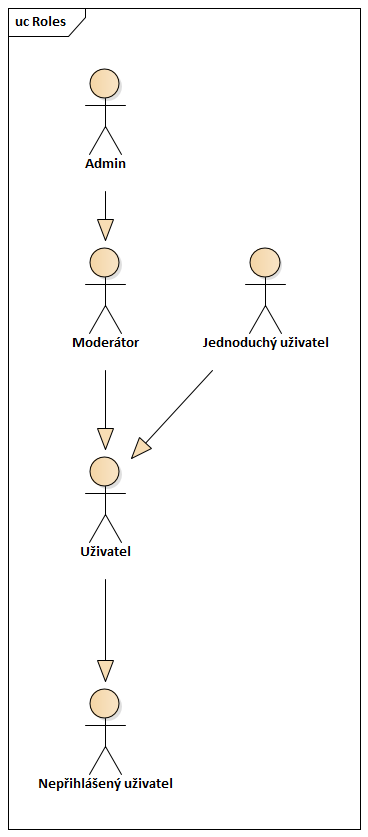 uc Roles
Admin
Moderátor
Jednoduchý uživatel
Uživatel
Nepřihlášený uživatel